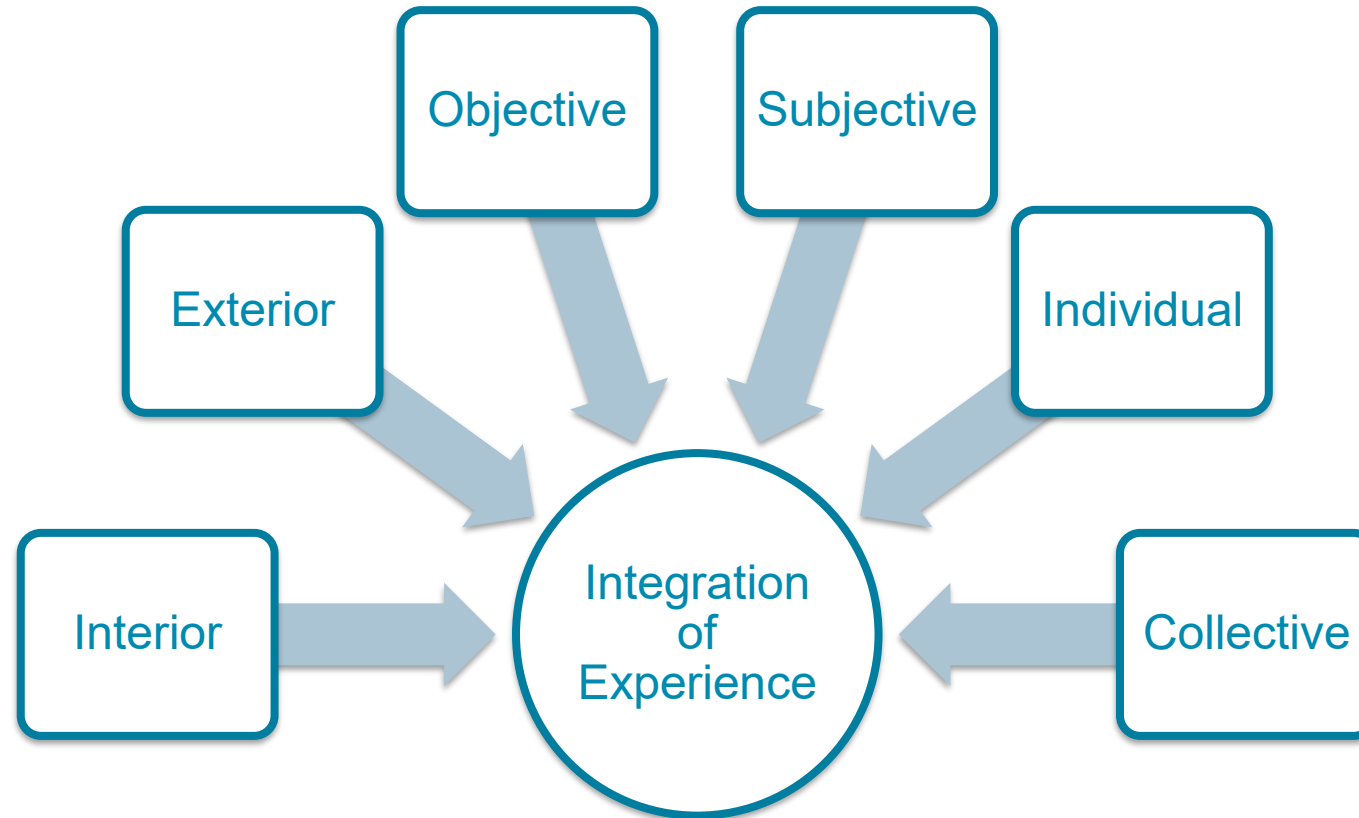 Objective
Subjective
Exterior
Individual
Interior
Integration
of
Experience
Collective